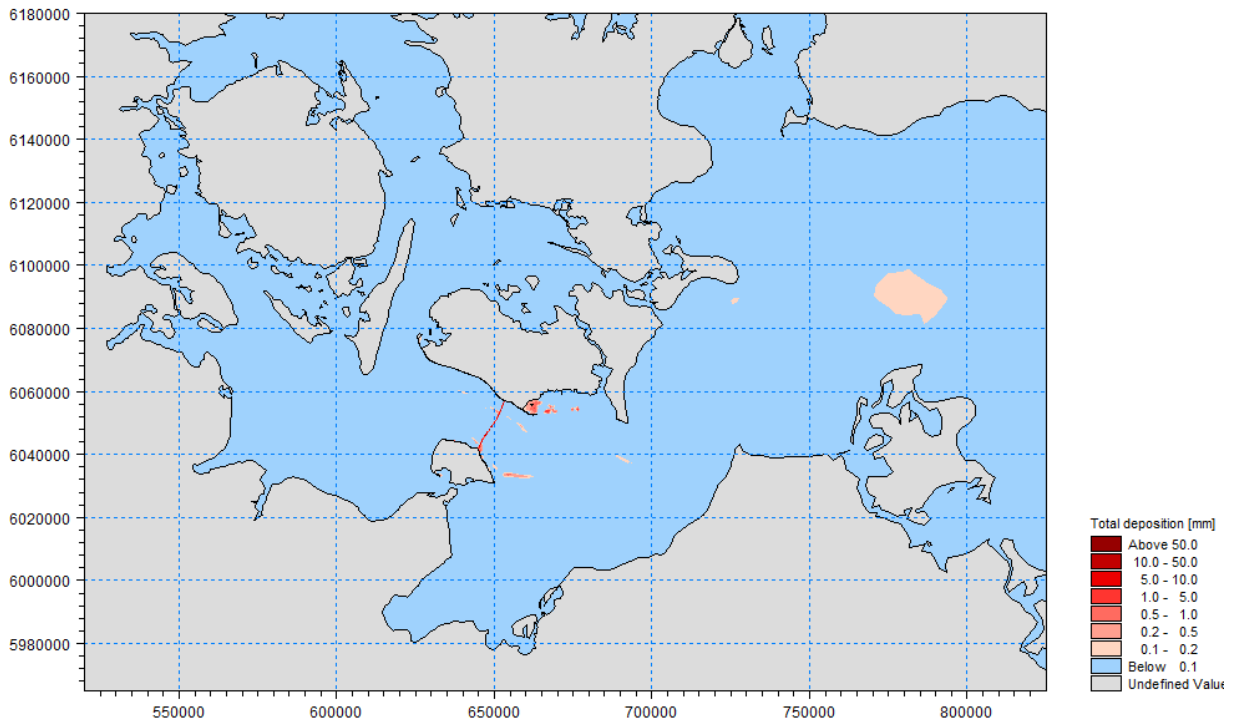 6180000
6160000
6140000
6120000
6100000
6080000
6060000
6040000
6020000
6000000
5980000
550000 600000 650000 700000 750000 800000
Total deposition [mm]
Above 50.0
10.0 - 50.0
5.0 - 10.0
1.0 - 5.0
0.5 - 1.0
0.2 - 0.5
0.1 - 0.2
Below 0.1
Undefined Value